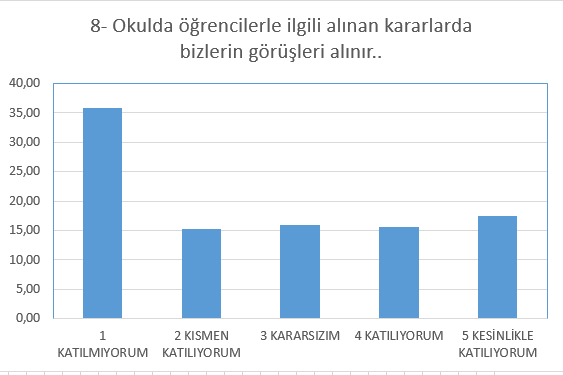 8- Okulda öğrencilerle ilgili alınan kararlarda
bizlerin görüşleri alınır..
40,00
35,00
30,00
25,00
20,00
15,00
10,00
5,00
0,00
1
KATILMIYORUM
2 KISMEN
KATILIYORUM
3 KARARSIZIM
4 KATILIYORUM
5 KESİNLİKLE
KATILIYORUM